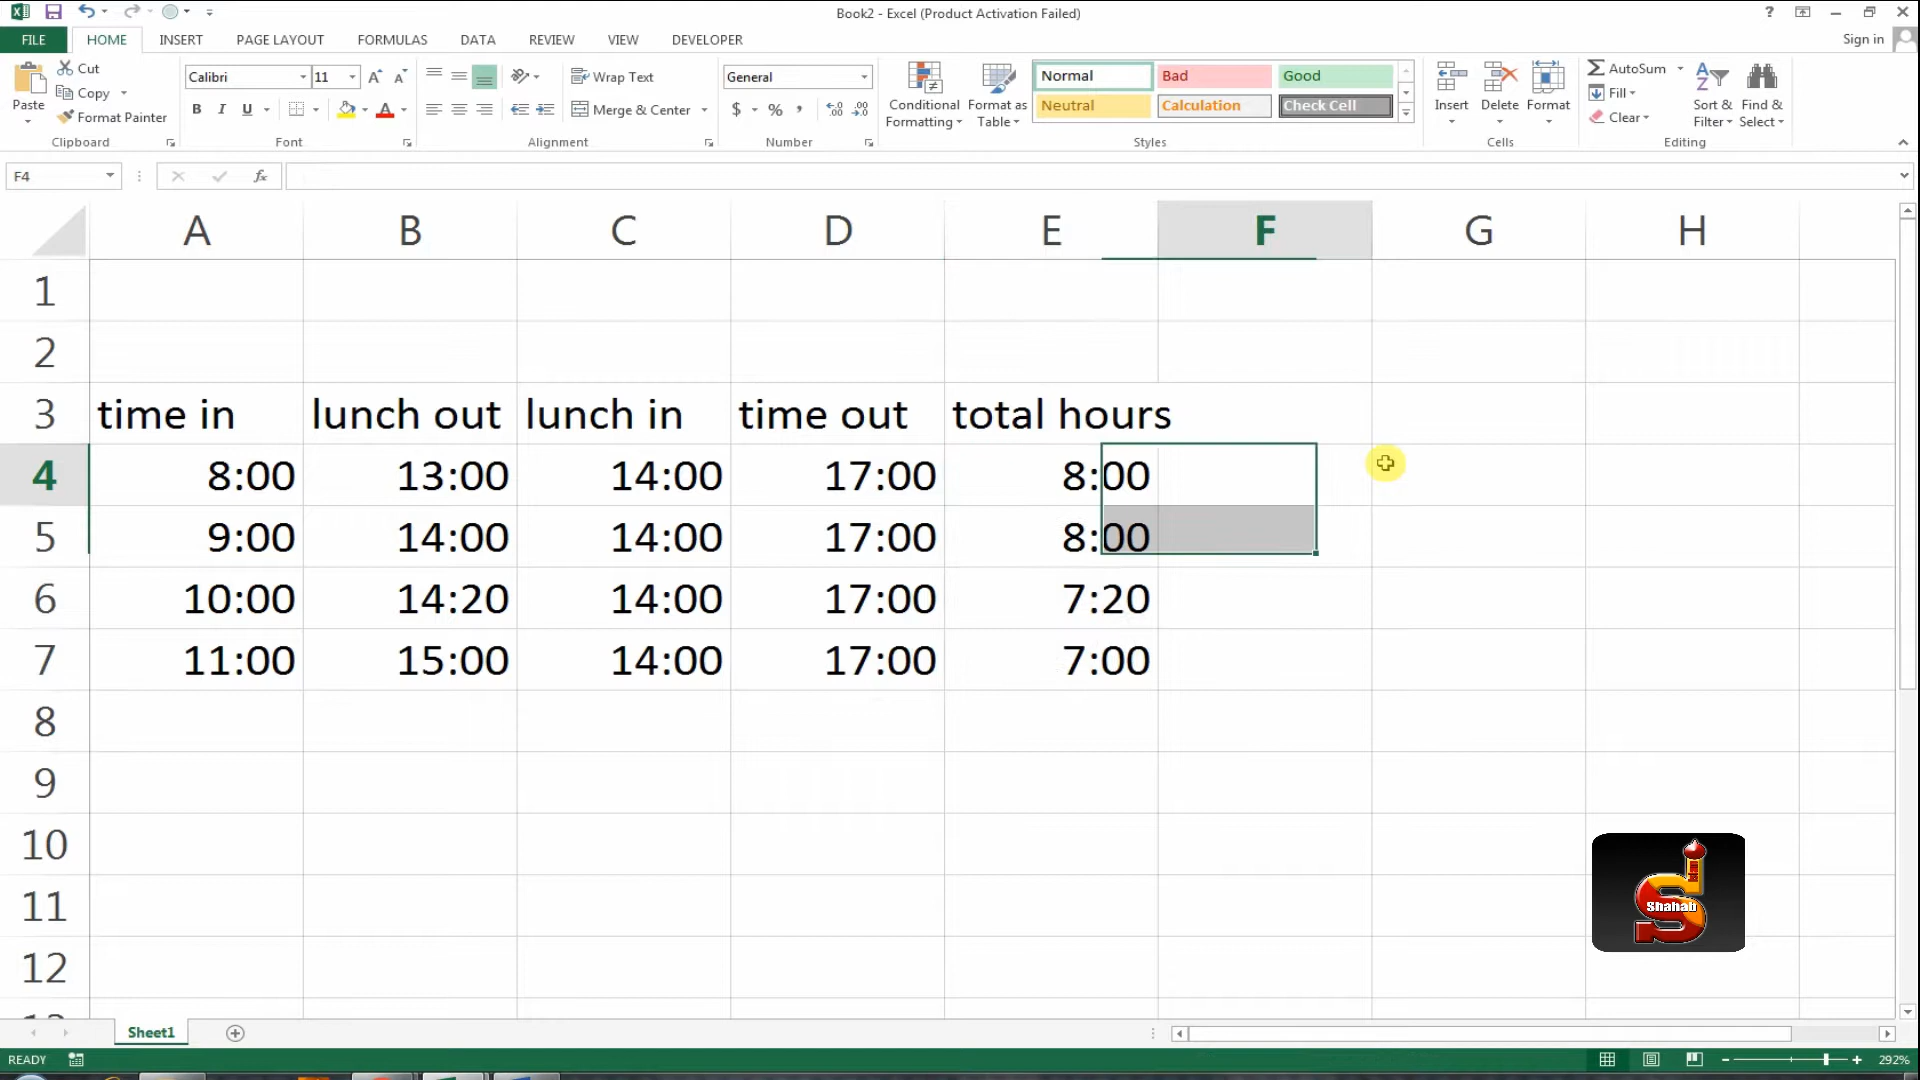 Book2 - Excel (Product Activation Failed)
?
FILE HOME INSERT PAGE LAYOUT FORMULAS DATA REVIEW VIEW DEVELOPER Sign in
Paste
Cut
Copy
Format Painter
Clipboard
Calibri 11 A A
B I U A
Font
Wrap Text
Merge & Center
Alignment
General
$ % ,
Number
Conditional Formatting
Format as Table
Normal Bad Good
Neutral Calculation Check Cell
Styles
Insert Delete Format
Cells
AutoSum
Fill
Clear
Sort & Filter
Find & Select
Editing
F4 fx
A B C D E F G H
1
2
3 time in lunch out lunch in time out total hours
4 8:00 13:00 14:00 17:00 8:00
5 9:00 14:00 14:00 17:00 8:00
6 10:00 14:20 14:00 17:00 7:20
7 11:00 15:00 14:00 17:00 7:00
8
9
10
11
12
13
Shahab
Sheet1
READY 292%